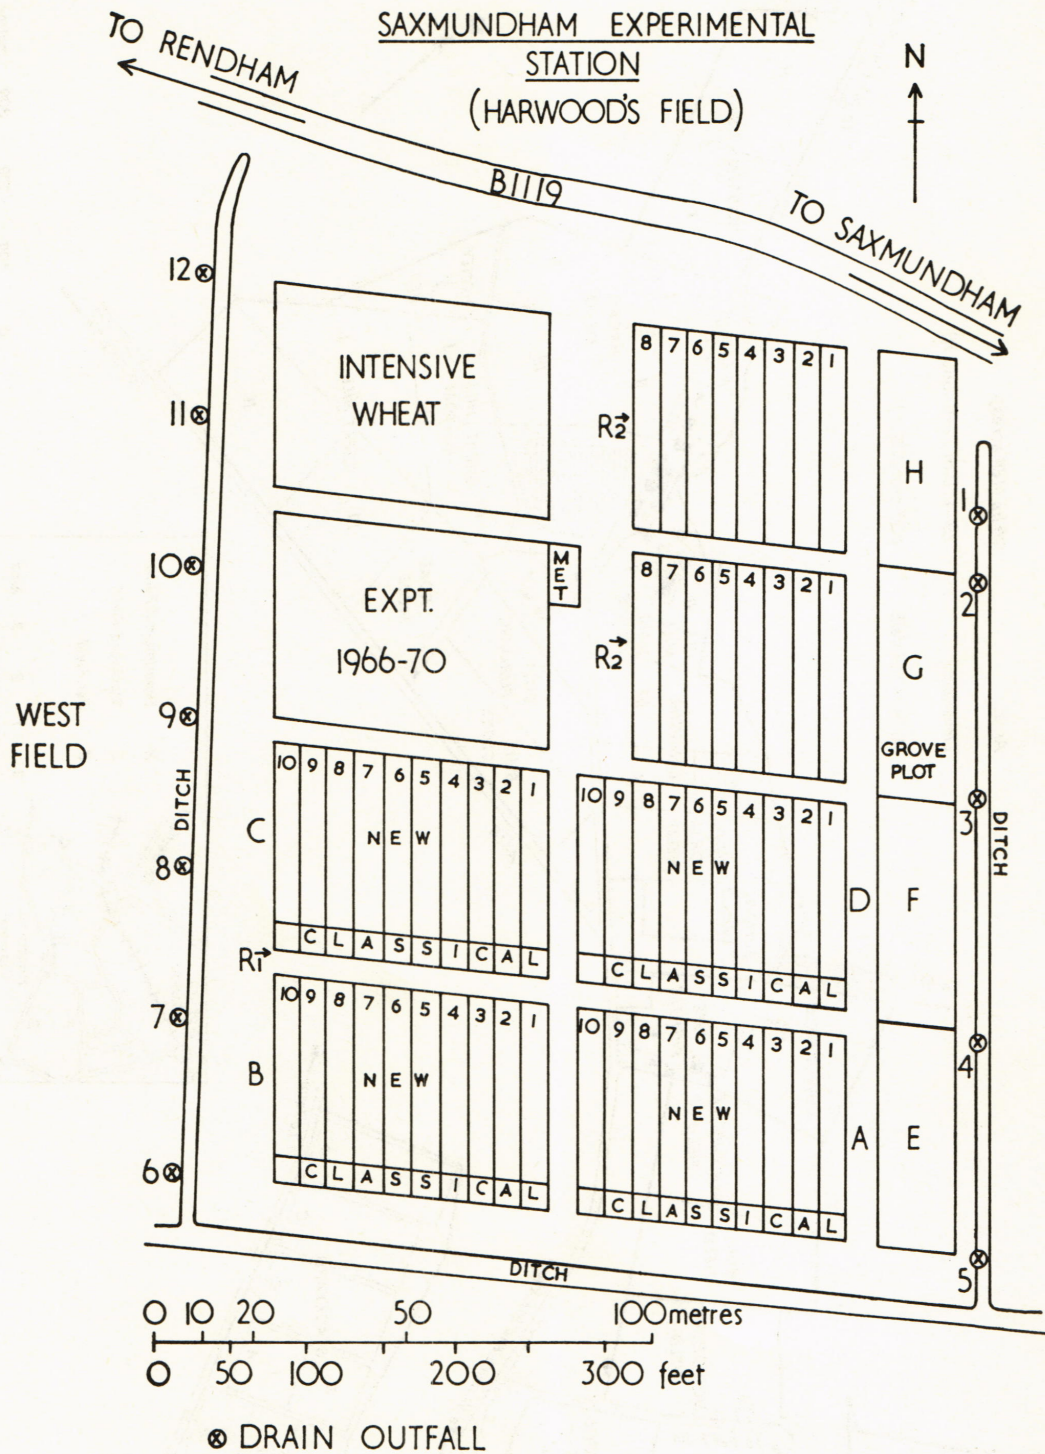 SAXMUNDHAM EXPERIMENTAL
STATION
(HARWOOD'S FIELD)
N
TO RENDHAM
B1119
TO SAXMUNDHAM
12
11
10
9
8
7
6
INTENSIVE
WHEAT
EXPT.
1966-70
MET
R2
8 7 6 5 4 3 2 1
R2
8 7 6 5 4 3 2 1
H
G
GROVE
PLOT
F
E
1
2
3
4
5
DITCH
WEST
FIELD
DITCH
C
10 9 8 7 6 5 4 3 2 1
NEW
CLASSICAL
D
10 9 8 7 6 5 4 3 2 1
NEW
CLASSICAL
R1
B
10 9 8 7 6 5 4 3 2 1
NEW
CLASSICAL
A
10 9 8 7 6 5 4 3 2 1
NEW
CLASSICAL
DITCH
0 10 20 50 100 metres
0 50 100 200 300 feet
⊗ DRAIN OUTFALL